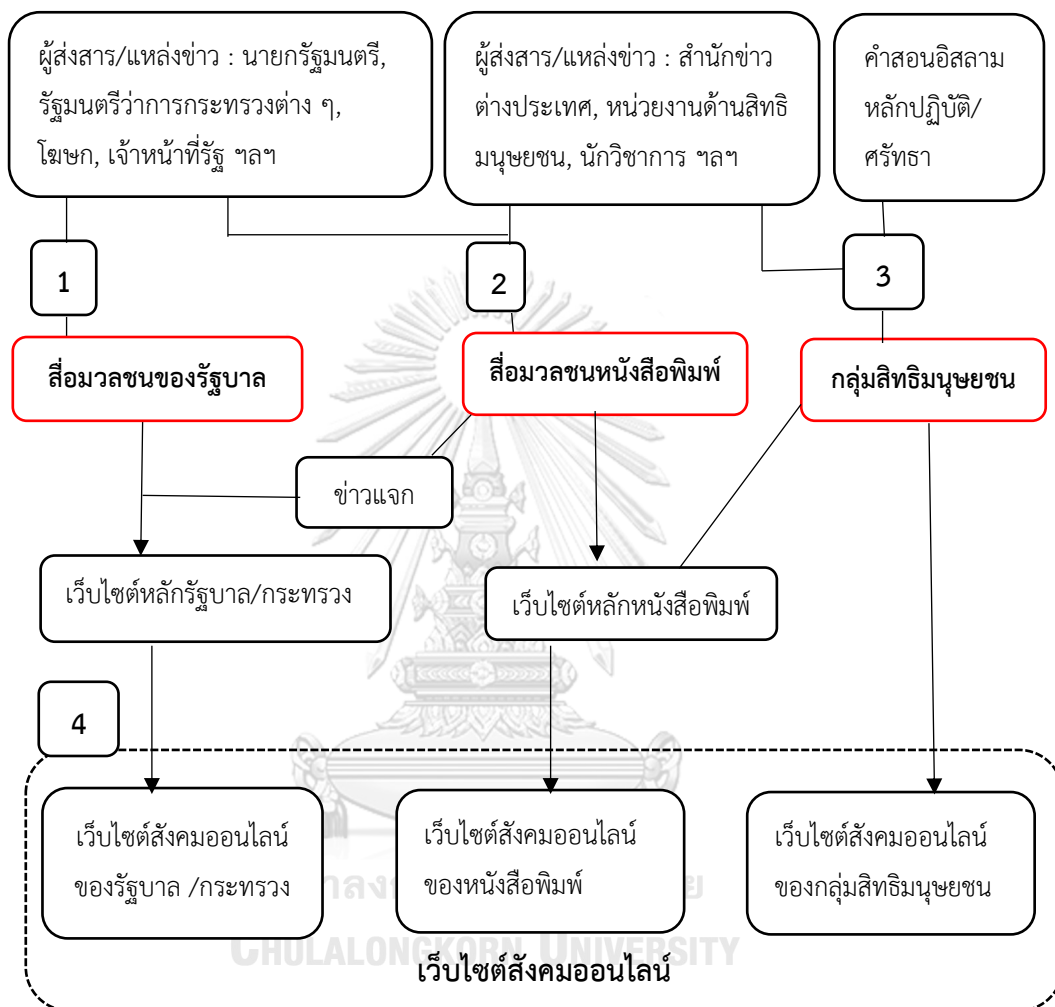 ผู้ส่งสาร/แหล่งข่าว : นายกรัฐมนตรี,
รัฐมนตรีว่าการกระทรวงต่าง ๆ,
โฆษก, เจ้าหน้าที่รัฐ ฯลฯ
ผู้ส่งสาร/แหล่งข่าว : สำนักข่าว
ต่างประเทศ, หน่วยงานด้านสิทธิ
มนุษยชน, นักวิชาการ ฯลฯ
คำสอนอิสลาม
หลักปฏิบัติ/
ศรัทธา
1
2
3
สื่อมวลชนของรัฐบาล
สื่อมวลชนหนังสือพิมพ์
กลุ่มสิทธิมนุษยชน
ข่าวแจก
เว็บไซต์หลักรัฐบาล/กระทรวง
เว็บไซต์หลักหนังสือพิมพ์
4
เว็บไซต์สังคมออนไลน์
ของรัฐบาล /กระทรวง
เว็บไซต์สังคมออนไลน์
ของหนังสือพิมพ์
เว็บไซต์สังคมออนไลน์
ของกลุ่มสิทธิมนุษยชน
CHULALONGKORN UNIVERSITY
เว็บไซต์สังคมออนไลน์